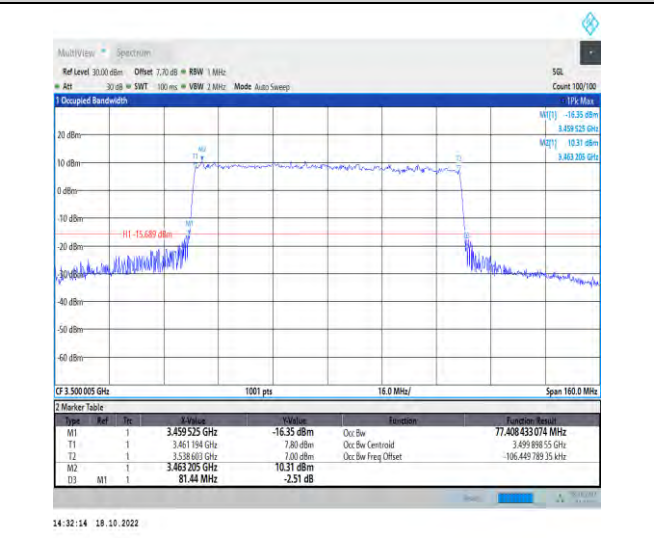 MultiView Spectrum
Ref Level 30.00 dBm Offset 7.70 dB RBW 1 MHz SGL
Att 30 dB SWT 100 ms VBW 2 MHz Mode Auto Sweep Count 100/100
1 Occupied Bandwidth 1Pk Max
M1[1] -16.35 dBm
3.459 525 GHz
M2[1] 10.31 dBm
3.463 205 GHz
20 dBm
M2
T1
T2
10 dBm
0 dBm
-10 dBm
M1
H1 -15.689 dBm
-20 dBm
-30 dBm
-40 dBm
-50 dBm
-60 dBm
CF 3.500 005 GHz 1001 pts 16.0 MHz/ Span 160.0 MHz
2 Marker Table
Type Ref Trc X-Value Y-Value Function Function Result
M1 1 3.459 525 GHz -16.35 dBm Occ Bw 77.408 433 074 MHz
T1 1 3.461 194 GHz 7.80 dBm Occ Bw Centroid 3.499 898 55 GHz
T2 1 3.538 603 GHz 7.00 dBm Occ Bw Freq Offset -106.449 789 35 kHz
M2 1 3.463 205 GHz 10.31 dBm
D3 M1 1 81.44 MHz -2.51 dB
14:32:14 18.10.2022